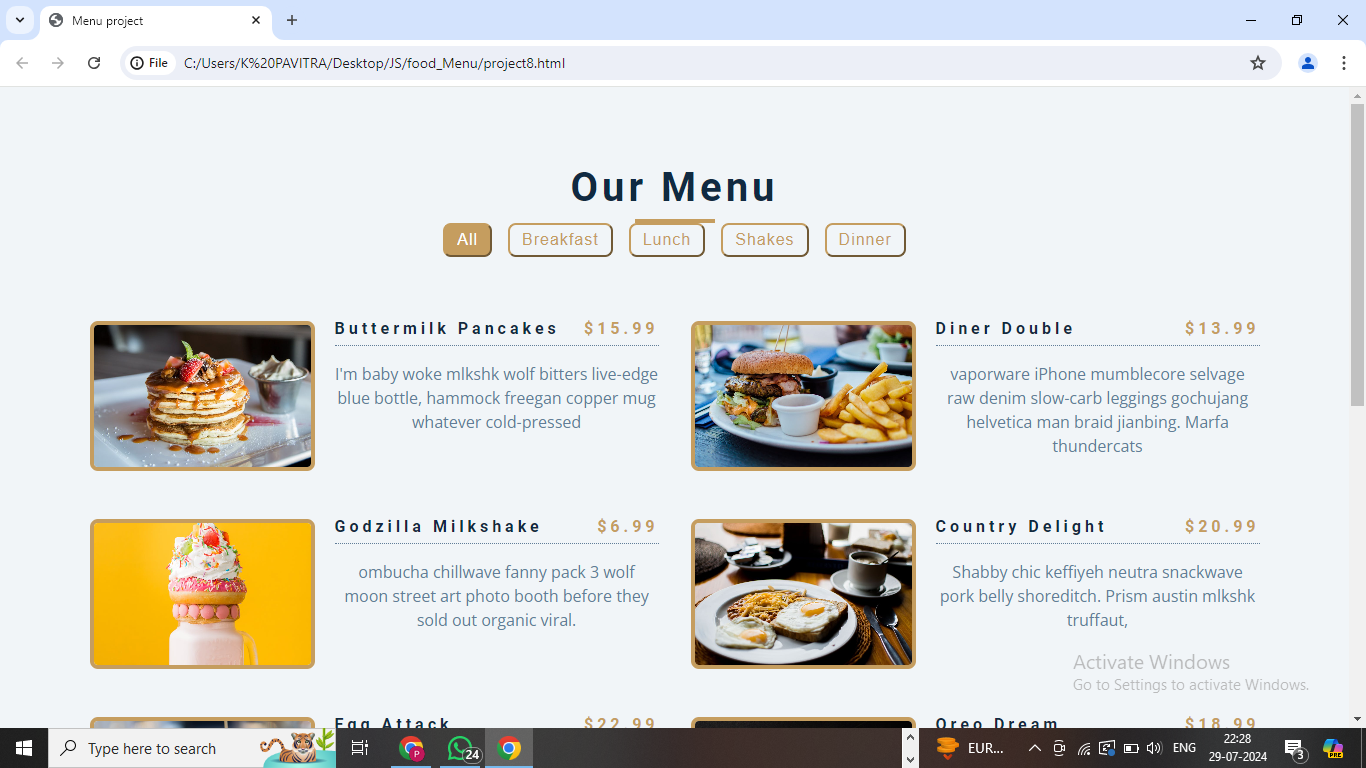 Menu project
File
C:/Users/K%20PAVITRA/Desktop/JS/food_Menu/project8.html
Our Menu
All Breakfast Lunch Shakes Dinner
Buttermilk Pancakes $15.99
I'm baby woke mlkshk wolf bitters live-edge
blue bottle, hammock freegan copper mug
whatever cold-pressed
Diner Double $13.99
vaporware iPhone mumblecore selvage
raw denim slow-carb leggings gochujang
helvetica man braid jianbing. Marfa
thundercats
Godzilla Milkshake $6.99
ombucha chillwave fanny pack 3 wolf
moon street art photo booth before they
sold out organic viral.
Country Delight $20.99
Shabby chic keffiyeh neutra snackwave
pork belly shoreditch. Prism austin mlkshk
truffaut,
Egg Attack $22.99
Oreo Dream $18.99
Activate Windows
Go to Settings to activate Windows.
Type here to search
P
24
EUR...
ENG
22:28
29-07-2024
3
PRE